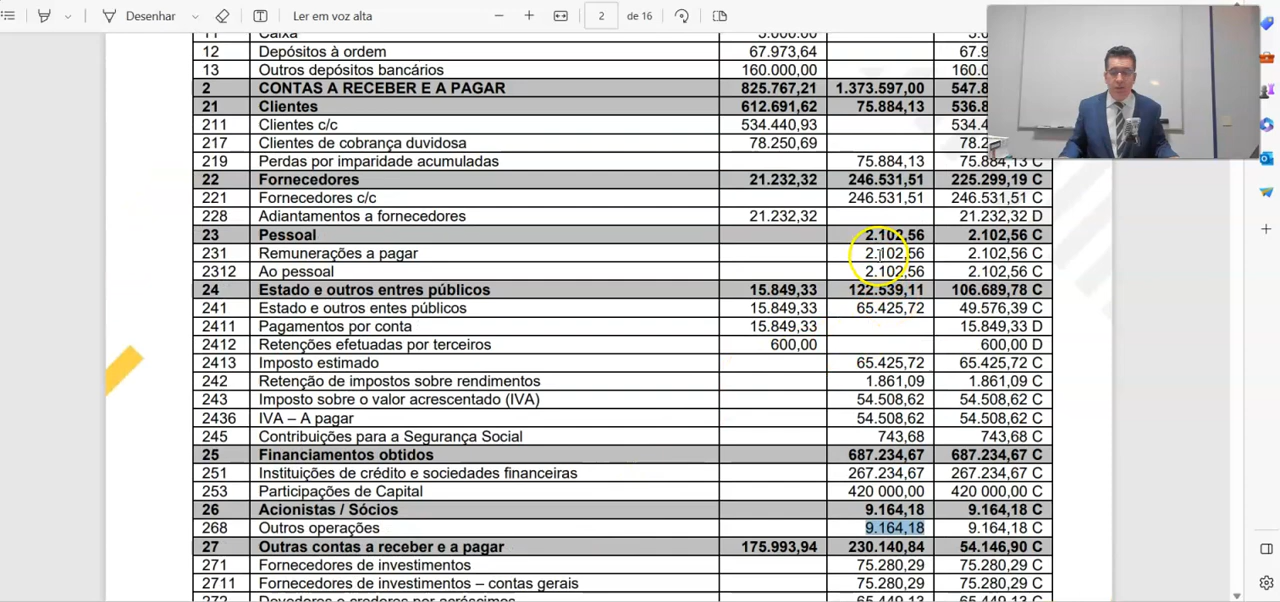 Desenhar Ler em voz alta 2 de 16
12 Depósitos à ordem 67.973,64 67.9
13 Outros depósitos bancários 160.000,00 160.0
2 CONTAS A RECEBER E A PAGAR 825.767,21 1.373.597,00 547.8
21 Clientes 612.691,62 75.884,13 536.8
211 Clientes c/c 534.440,93 534.4
217 Clientes de cobrança duvidosa 78.250,69 78.2
219 Perdas por imparidade acumuladas 75.884,13 75.884,13 C
22 Fornecedores 21.232,32 246.531,51 225.299,19 C
221 Fornecedores c/c 246.531,51 246.531,51 C
228 Adiantamentos a fornecedores 21.232,32 21.232,32 D
23 Pessoal 2.102,56 2.102,56 C
231 Remunerações a pagar 2.102,56 2.102,56 C
2312 Ao pessoal 2.102,56 2.102,56 C
24 Estado e outros entres públicos 15.849,33 122.539,11 106.689,78 C
241 Estado e outros entes públicos 15.849,33 65.425,72 49.576,39 C
2411 Pagamentos por conta 15.849,33 15.849,33 D
2412 Retenções efetuadas por terceiros 600,00 600,00 D
2413 Imposto estimado 65.425,72 65.425,72 C
242 Retenção de impostos sobre rendimentos 1.861,09 1.861,09 C
243 Imposto sobre o valor acrescentado (IVA) 54.508,62 54.508,62 C
2436 IVA – A pagar 54.508,62 54.508,62 C
245 Contribuições para a Segurança Social 743,68 743,68 C
25 Financiamentos obtidos 687.234,67 687.234,67 C
251 Instituições de crédito e sociedades financeiras 267.234,67 267.234,67 C
253 Participações de Capital 420 000,00 420 000,00 C
26 Acionistas / Sócios 9.164,18 9.164,18 C
268 Outros operações 9.164,18 9.164,18 C
27 Outras contas a receber e a pagar 175.993,94 230.140,84 54.146,90 C
271 Fornecedores de investimentos 75.280,29 75.280,29 C
2711 Fornecedores de investimentos – contas gerais 75.280,29 75.280,29 C